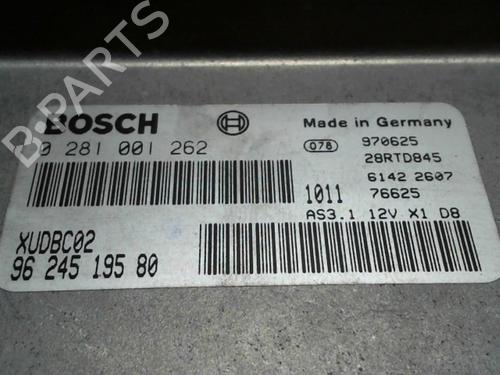 B-PARTS
BOSCH
Made in Germany
0 281 001 262
076 970625
28RTD845
6142 2607
1011 76625
AS3.1 12V X1 D8
XUDBC02
96 245 195 80